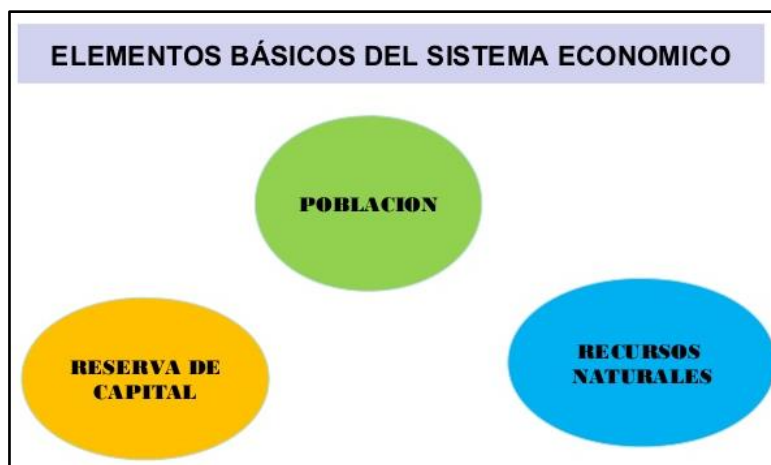 ELEMENTOS BÁSICOS DEL SISTEMA ECONOMICO
POBLACION
RESERVA DE
CAPITAL
RECURSOS
NATURALES